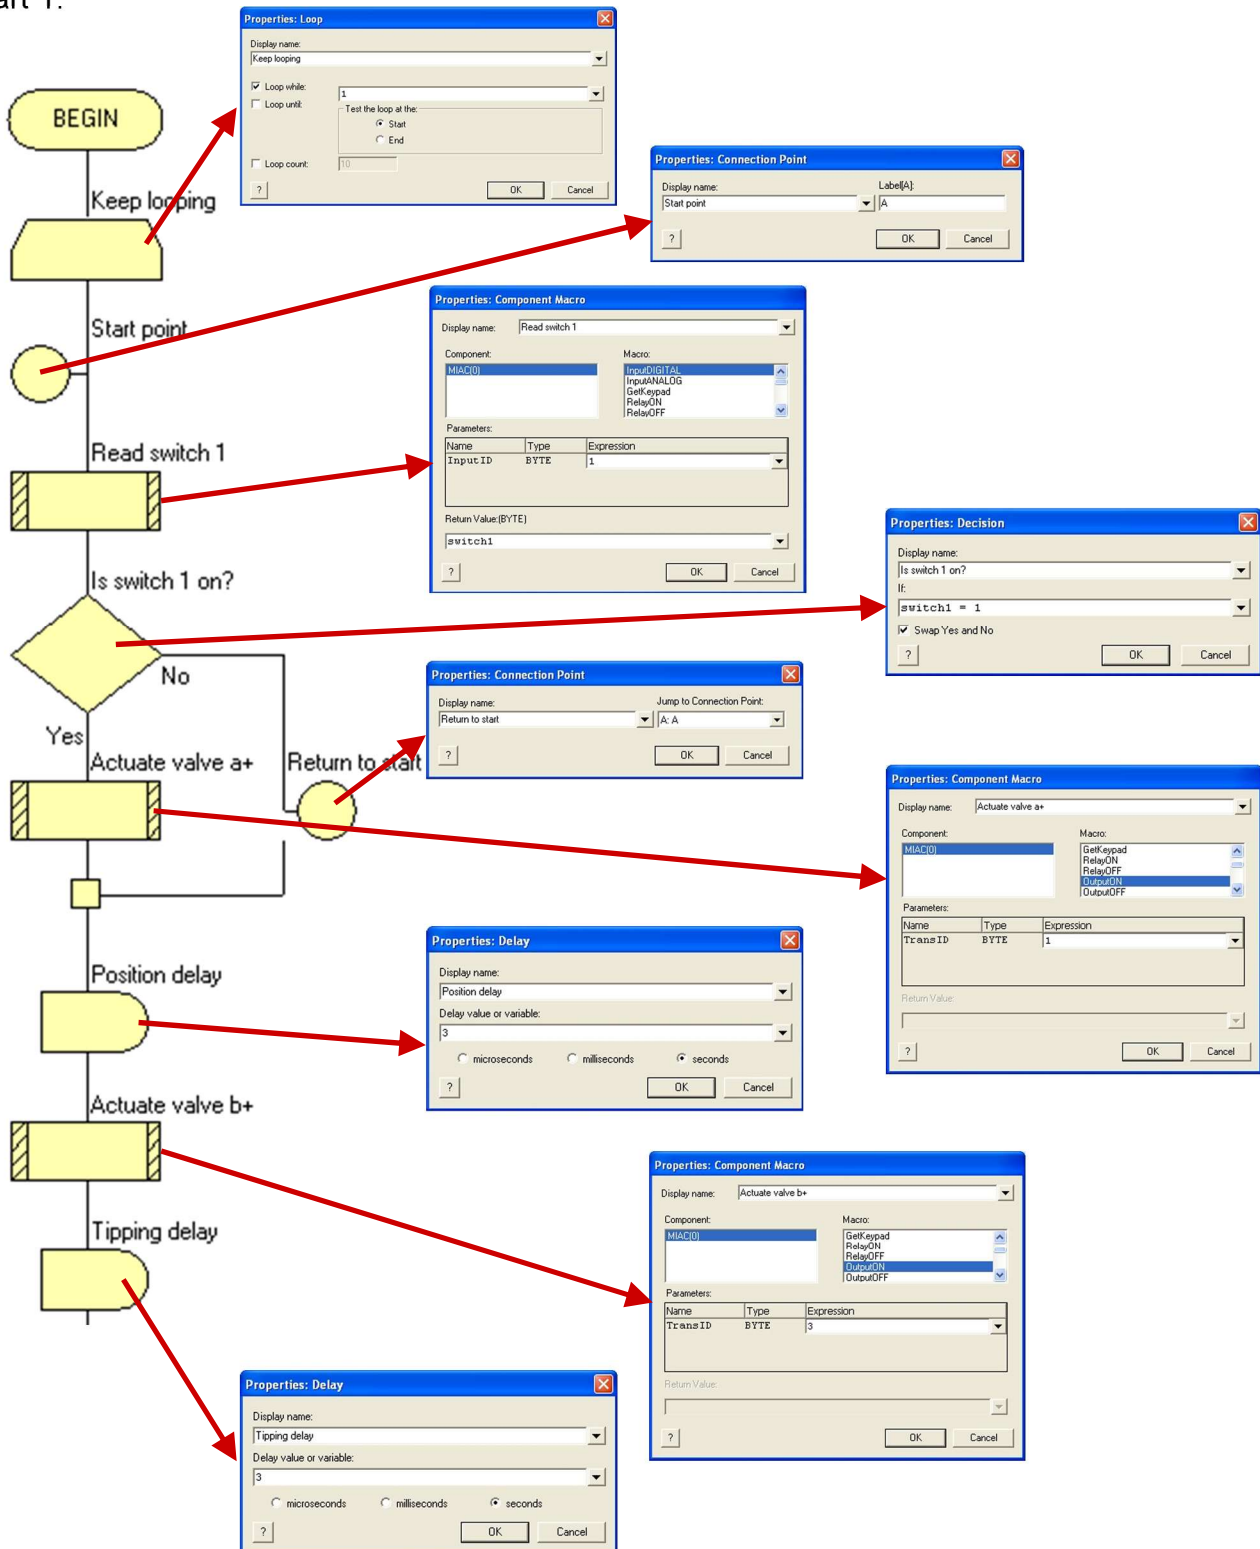 art 1:
BEGIN
Keep looping
Start point
Read switch 1
Is switch 1 on?
No
Yes
Actuate valve a+
Return to start
Position delay
Actuate valve b+
Tipping delay
Properties: Loop
Display name:
Keep looping
Loop while:
1
Loop until:
Test the loop at the:
Start
End
Loop count:
10
?
OK
Cancel
Properties: Connection Point
Display name:
Label[A]:
Start point
A
?
OK
Cancel
Properties: Component Macro
Display name:
Read switch 1
Component:
Macro:
MIAC(0)
InputDIGITAL
InputANALOG
GetKeypad
RelayON
RelayOFF
Parameters:
Name Type Expression
InputID BYTE 1
Return Value:(BYTE)
switch1
?
OK
Cancel
Properties: Decision
Display name:
Is switch 1 on?
If:
switch1 = 1
Swap Yes and No
?
OK
Cancel
Properties: Connection Point
Display name:
Jump to Connection Point:
Return to start
A: A
?
OK
Cancel
Properties: Component Macro
Display name:
Actuate valve a+
Component:
Macro:
MIAC(0)
GetKeypad
RelayON
RelayOFF
OutputON
OutputOFF
Parameters:
Name Type Expression
TransID BYTE 1
Return Value:
?
OK
Cancel
Properties: Delay
Display name:
Position delay
Delay value or variable:
3
microseconds
milliseconds
seconds
?
OK
Cancel
Properties: Component Macro
Display name:
Actuate valve b+
Component:
Macro:
MIAC(0)
GetKeypad
RelayON
RelayOFF
OutputON
OutputOFF
Parameters:
Name Type Expression
TransID BYTE 3
Return Value:
?
OK
Cancel
Properties: Delay
Display name:
Tipping delay
Delay value or variable:
3
microseconds
milliseconds
seconds
?
OK
Cancel